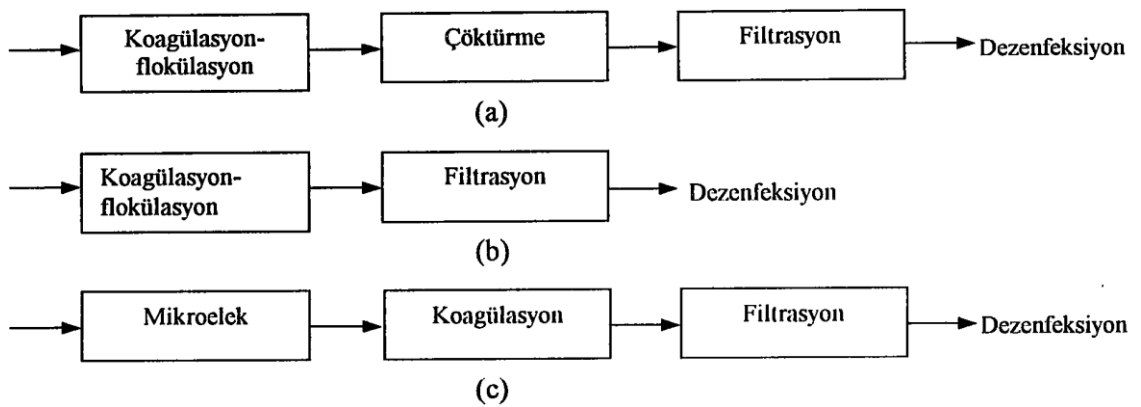 Koagülasyon-
flokülasyon
Çöktürme
Filtrasyon
Dezenfeksiyon
(a)
Koagülasyon-
flokülasyon
Filtrasyon
Dezenfeksiyon
(b)
Mikroelek
Koagülasyon
Filtrasyon
Dezenfeksiyon
(c)